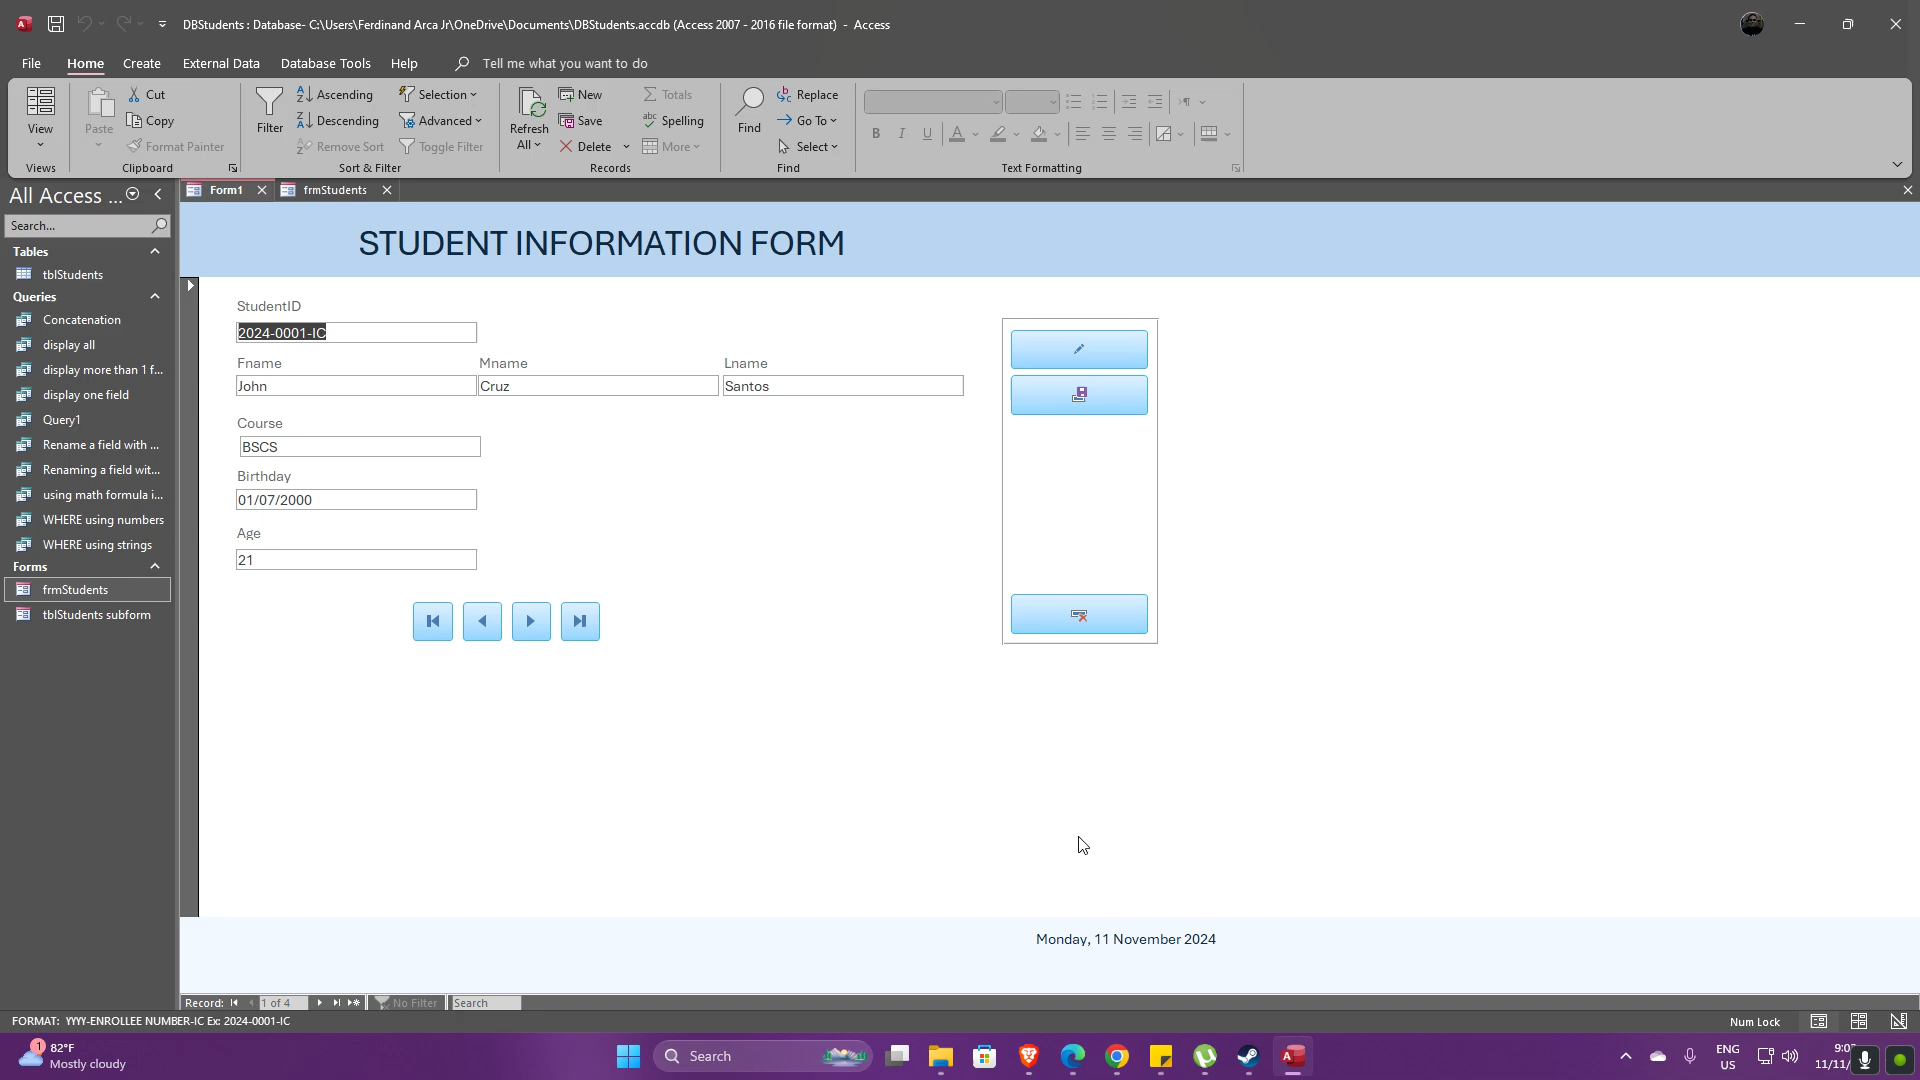 DBStudents : Database- C:\Users\Ferdinand Arca Jr\OneDrive\Documents\DBStudents.accdb (Access 2007 - 2016 file format) - Access
File Home Create External Data Database Tools Help Tell me what you want to do
View
Views
Paste
Cut
Copy
Format Painter
Clipboard
Filter
Ascending
Descending
Remove Sort
Selection
Advanced
Toggle Filter
Sort & Filter
Refresh
All
New
Save
Delete
Totals
Spelling
More
Records
Find
Replace
Go To
Select
Find
B I U A
Text Formatting
All Access ...
Search...
Tables
tblStudents
Queries
Concatenation
display all
display more than 1 f...
display one field
Query1
Rename a field with ...
Renaming a field wit...
using math formula i...
WHERE using numbers
WHERE using strings
Forms
frmStudents
tblStudents subform
Form1 frmStudents
STUDENT INFORMATION FORM
StudentID
2024-0001-IC
Fname Mname Lname
John Cruz Santos
Course
BSCS
Birthday
01/07/2000
Age
21
Monday, 11 November 2024
Record: 1 of 4 No Filter Search
FORMAT: YYYY-ENROLLEE NUMBER-IC Ex: 2024-0001-IC
Num Lock
1
82°F
Mostly cloudy
Search
ENG
US
9:0
11/11/